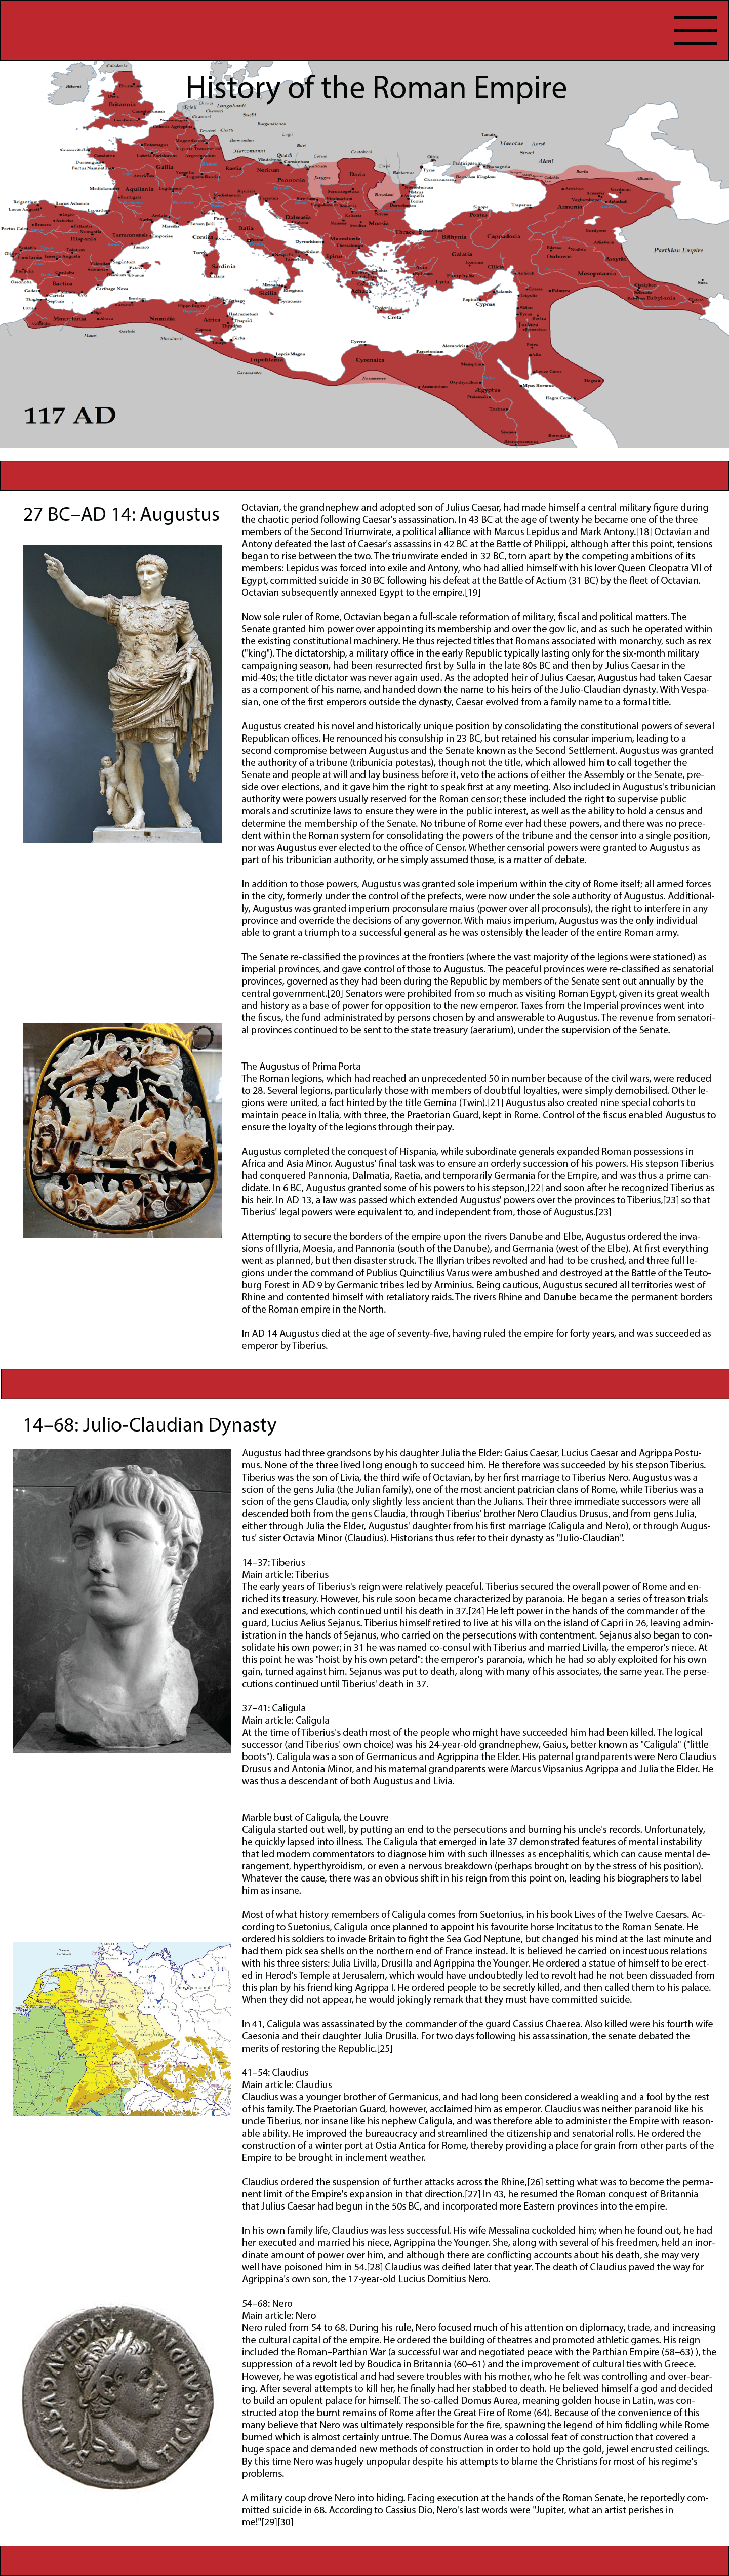 History of the Roman Empire
Britannia
Gallia
Aquitania
Hispania
Lusitania
Baetica
Mauretania
Numidia
Africa
Tripolitania
Cyrenaica
Ægyptus
Raetia
Noricum
Pannonia
Dacia
Dalmatia
Italia
Corsica
Sardinia
Sicilia
Macedonia
Epirus
Thrace
Bithynia
Pontus
Galatia
Cappadocia
Armenia
Assyria
Mesopotamia
Babylonia
Parthian Empire
Cyprus
Creta
117 AD
27 BC–AD 14: Augustus
Octavian, the grandnephew and adopted son of Julius Caesar, had made himself a central military figure during
the chaotic period following Caesar's assassination. In 43 BC at the age of twenty he became one of the three
members of the Second Triumvirate, a political alliance with Marcus Lepidus and Mark Antony.[18] Octavian and
Antony defeated the last of Caesar's assassins in 42 BC at the Battle of Philippi, although after this point, tensions
began to rise between the two. The triumvirate ended in 32 BC, torn apart by the competing ambitions of its
members: Lepidus was forced into exile and Antony, who had allied himself with his lover Queen Cleopatra VII of
Egypt, committed suicide in 30 BC following his defeat at the Battle of Actium (31 BC) by the fleet of Octavian.
Octavian subsequently annexed Egypt to the empire.[19]
Now sole ruler of Rome, Octavian began a full-scale reformation of military, fiscal and political matters. The
Senate granted him power over appointing its membership and over the gov lic, and as such he operated within
the existing constitutional machinery. He thus rejected titles that Romans associated with monarchy, such as rex
("king"). The dictatorship, a military office in the early Republic typically lasting only for the six-month military
campaigning season, had been resurrected first by Sulla in the late 80s BC and then by Julius Caesar in the
mid-40s; the title dictator was never again used. As the adopted heir of Julius Caesar, Augustus had taken Caesar
as a component of his name, and handed down the name to his heirs of the Julio-Claudian dynasty. With Vespa-
sian, one of the first emperors outside the dynasty, Caesar evolved from a family name to a formal title.
Augustus created his novel and historically unique position by consolidating the constitutional powers of several
Republican offices. He renounced his consulship in 23 BC, but retained his consular imperium, leading to a
second compromise between Augustus and the Senate known as the Second Settlement. Augustus was granted
the authority of a tribune (tribunicia potestas), though not the title, which allowed him to call together the
Senate and people at will and lay business before it, veto the actions of either the Assembly or the Senate, pre-
side over elections, and it gave him the right to speak first at any meeting. Also included in Augustus's tribunician
authority were powers usually reserved for the Roman censor; these included the right to supervise public
morals and scrutinize laws to ensure they were in the public interest, as well as the ability to hold a census and
determine the membership of the Senate. No tribune of Rome ever had these powers, and there was no prece-
dent within the Roman system for consolidating the powers of the tribune and the censor into a single position,
nor was Augustus ever elected to the office of Censor. Whether censorial powers were granted to Augustus as
part of his tribunician authority, or he simply assumed those, is a matter of debate.
In addition to those powers, Augustus was granted sole imperium within the city of Rome itself; all armed forces
in the city, formerly under the control of the prefects, were now under the sole authority of Augustus. Additional-
ly, Augustus was granted imperium proconsulare maius (power over all proconsuls), the right to interfere in any
province and override the decisions of any governor. With maius imperium, Augustus was the only individual
able to grant a triumph to a successful general as he was ostensibly the leader of the entire Roman army.
The Senate re-classified the provinces at the frontiers (where the vast majority of the legions were stationed) as
imperial provinces, and gave control of those to Augustus. The peaceful provinces were re-classified as senatorial
provinces, governed as they had been during the Republic by members of the Senate sent out annually by the
central government.[20] Senators were prohibited from so much as visiting Roman Egypt, given its great wealth
and history as a base of power for opposition to the new emperor. Taxes from the Imperial provinces went into
the fiscus, the fund administrated by persons chosen by and answerable to Augustus. The revenue from senatori-
al provinces continued to be sent to the state treasury (aerarium), under the supervision of the Senate.
The Augustus of Prima Porta
The Roman legions, which had reached an unprecedented 50 in number because of the civil wars, were reduced
to 28. Several legions, particularly those with members of doubtful loyalties, were simply demobilised. Other le-
gions were united, a fact hinted by the title Gemina (Twin).[21] Augustus also created nine special cohorts to
maintain peace in Italia, with three, the Praetorian Guard, kept in Rome. Control of the fiscus enabled Augustus to
ensure the loyalty of the legions through their pay.
Augustus completed the conquest of Hispania, while subordinate generals expanded Roman possessions in
Africa and Asia Minor. Augustus' final task was to ensure an orderly succession of his powers. His stepson Tiberius
had conquered Pannonia, Dalmatia, Raetia, and temporarily Germania for the Empire, and was thus a prime can-
didate. In 6 BC, Augustus granted some of his powers to his stepson,[22] and soon after he recognized Tiberius as
his heir. In AD 13, a law was passed which extended Augustus' powers over the provinces to Tiberius,[23] so that
Tiberius' legal powers were equivalent to, and independent from, those of Augustus.[23]
Attempting to secure the borders of the empire upon the rivers Danube and Elbe, Augustus ordered the inva-
sions of Illyria, Moesia, and Pannonia (south of the Danube), and Germania (west of the Elbe). At first everything
went as planned, but then disaster struck. The Illyrian tribes revolted and had to be crushed, and three full le-
gions under the command of Publius Quinctilius Varus were ambushed and destroyed at the Battle of the Teuto-
burg Forest in AD 9 by Germanic tribes led by Arminius. Being cautious, Augustus secured all territories west of
Rhine and contented himself with retaliatory raids. The rivers Rhine and Danube became the permanent borders
of the Roman empire in the North.
In AD 14 Augustus died at the age of seventy-five, having ruled the empire for forty years, and was succeeded as
emperor by Tiberius.
14–68: Julio-Claudian Dynasty
Augustus had three grandsons by his daughter Julia the Elder: Gaius Caesar, Lucius Caesar and Agrippa Postu-
mus. None of the three lived long enough to succeed him. He therefore was succeeded by his stepson Tiberius.
Tiberius was the son of Livia, the third wife of Octavian, by her first marriage to Tiberius Nero. Augustus was a
scion of the gens Julia (the Julian family), one of the most ancient patrician clans of Rome, while Tiberius was a
scion of the gens Claudia, only slightly less ancient than the Julians. Their three immediate successors were all
descended both from the gens Claudia, through Tiberius' brother Nero Claudius Drusus, and from gens Julia,
either through Julia the Elder, Augustus' daughter from his first marriage (Caligula and Nero), or through Augus-
tus' sister Octavia Minor (Claudius). Historians thus refer to their dynasty as "Julio-Claudian".
14–37: Tiberius
Main article: Tiberius
The early years of Tiberius's reign were relatively peaceful. Tiberius secured the overall power of Rome and en-
riched its treasury. However, his rule soon became characterized by paranoia. He began a series of treason trials
and executions, which continued until his death in 37.[24] He left power in the hands of the commander of the
guard, Lucius Aelius Sejanus. Tiberius himself retired to live at his villa on the island of Capri in 26, leaving admin-
istration in the hands of Sejanus, who carried on the persecutions with contentment. Sejanus also began to con-
solidate his own power; in 31 he was named co-consul with Tiberius and married Livilla, the emperor's niece. At
this point he was "hoist by his own petard": the emperor's paranoia, which he had so ably exploited for his own
gain, turned against him. Sejanus was put to death, along with many of his associates, the same year. The perse-
cutions continued until Tiberius' death in 37.
37–41: Caligula
Main article: Caligula
At the time of Tiberius's death most of the people who might have succeeded him had been killed. The logical
successor (and Tiberius' own choice) was his 24-year-old grandnephew, Gaius, better known as "Caligula" ("little
boots"). Caligula was a son of Germanicus and Agrippina the Elder. His paternal grandparents were Nero Claudius
Drusus and Antonia Minor, and his maternal grandparents were Marcus Vipsanius Agrippa and Julia the Elder. He
was thus a descendant of both Augustus and Livia.
Marble bust of Caligula, the Louvre
Caligula started out well, by putting an end to the persecutions and burning his uncle's records. Unfortunately,
he quickly lapsed into illness. The Caligula that emerged in late 37 demonstrated features of mental instability
that led modern commentators to diagnose him with such illnesses as encephalitis, which can cause mental de-
rangement, hyperthyroidism, or even a nervous breakdown (perhaps brought on by the stress of his position).
Whatever the cause, there was an obvious shift in his reign from this point on, leading his biographers to label
him as insane.
Most of what history remembers of Caligula comes from Suetonius, in his book Lives of the Twelve Caesars. Ac-
cording to Suetonius, Caligula once planned to appoint his favourite horse Incitatus to the Roman Senate. He
ordered his soldiers to invade Britain to fight the Sea God Neptune, but changed his mind at the last minute and
had them pick sea shells on the northern end of France instead. It is believed he carried on incestuous relations
with his three sisters: Julia Livilla, Drusilla and Agrippina the Younger. He ordered a statue of himself to be erect-
ed in Herod's Temple at Jerusalem, which would have undoubtedly led to revolt had he not been dissuaded from
this plan by his friend king Agrippa I. He ordered people to be secretly killed, and then called them to his palace.
When they did not appear, he would jokingly remark that they must have committed suicide.
In 41, Caligula was assassinated by the commander of the guard Cassius Chaerea. Also killed were his fourth wife
Caesonia and their daughter Julia Drusilla. For two days following his assassination, the senate debated the
merits of restoring the Republic.[25]
41–54: Claudius
Main article: Claudius
Claudius was a younger brother of Germanicus, and had long been considered a weakling and a fool by the rest
of his family. The Praetorian Guard, however, acclaimed him as emperor. Claudius was neither paranoid like his
uncle Tiberius, nor insane like his nephew Caligula, and was therefore able to administer the Empire with reason-
able ability. He improved the bureaucracy and streamlined the citizenship and senatorial rolls. He ordered the
construction of a winter port at Ostia Antica for Rome, thereby providing a place for grain from other parts of the
Empire to be brought in inclement weather.
Claudius ordered the suspension of further attacks across the Rhine,[26] setting what was to become the perma-
nent limit of the Empire's expansion in that direction.[27] In 43, he resumed the Roman conquest of Britannia
that Julius Caesar had begun in the 50s BC, and incorporated more Eastern provinces into the empire.
In his own family life, Claudius was less successful. His wife Messalina cuckolded him; when he found out, he had
her executed and married his niece, Agrippina the Younger. She, along with several of his freedmen, held an inor-
dinate amount of power over him, and although there are conflicting accounts about his death, she may very
well have poisoned him in 54.[28] Claudius was deified later that year. The death of Claudius paved the way for
Agrippina's own son, the 17-year-old Lucius Domitius Nero.
54–68: Nero
Main article: Nero
Nero ruled from 54 to 68. During his rule, Nero focused much of his attention on diplomacy, trade, and increasing
the cultural capital of the empire. He ordered the building of theatres and promoted athletic games. His reign
included the Roman–Parthian War (a successful war and negotiated peace with the Parthian Empire (58–63) ), the
suppression of a revolt led by Boudica in Britannia (60–61) and the improvement of cultural ties with Greece.
However, he was egotistical and had severe troubles with his mother, who he felt was controlling and over-bear-
ing. After several attempts to kill her, he finally had her stabbed to death. He believed himself a god and decided
to build an opulent palace for himself. The so-called Domus Aurea, meaning golden house in Latin, was con-
structed atop the burnt remains of Rome after the Great Fire of Rome (64). Because of the convenience of this
many believe that Nero was ultimately responsible for the fire, spawning the legend of him fiddling while Rome
burned which is almost certainly untrue. The Domus Aurea was a colossal feat of construction that covered a
huge space and demanded new methods of construction in order to hold up the gold, jewel encrusted ceilings.
By this time Nero was hugely unpopular despite his attempts to blame the Christians for most of his regime's
problems.
A military coup drove Nero into hiding. Facing execution at the hands of the Roman Senate, he reportedly com-
mitted suicide in 68. According to Cassius Dio, Nero's last words were "Jupiter, what an artist perishes in
me!"[29][30]